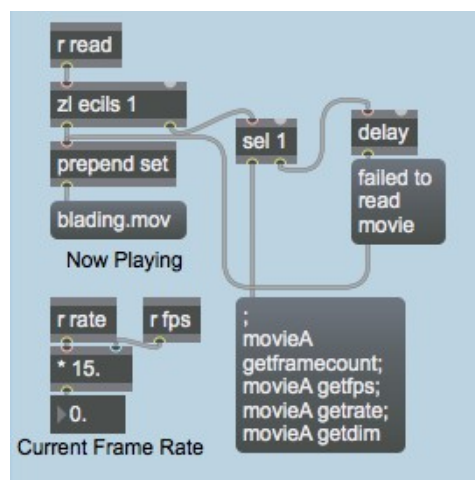 r read
zl ecils 1
sel 1
delay
prepend set
failed to
read
movie
blading.mov
Now Playing
r rate
r fps
* 15.
0.
Current Frame Rate
;
movieA
getframecount;
movieA getfps;
movieA getrate;
movieA getdim